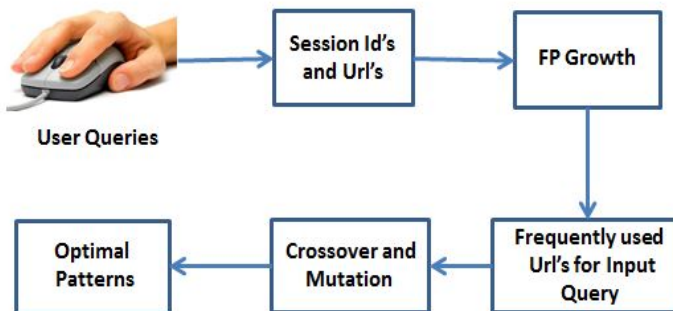 User Queries
Session Id's
and Url's
FP Growth
Frequently used
Url's for Input
Query
Crossover and
Mutation
Optimal
Patterns